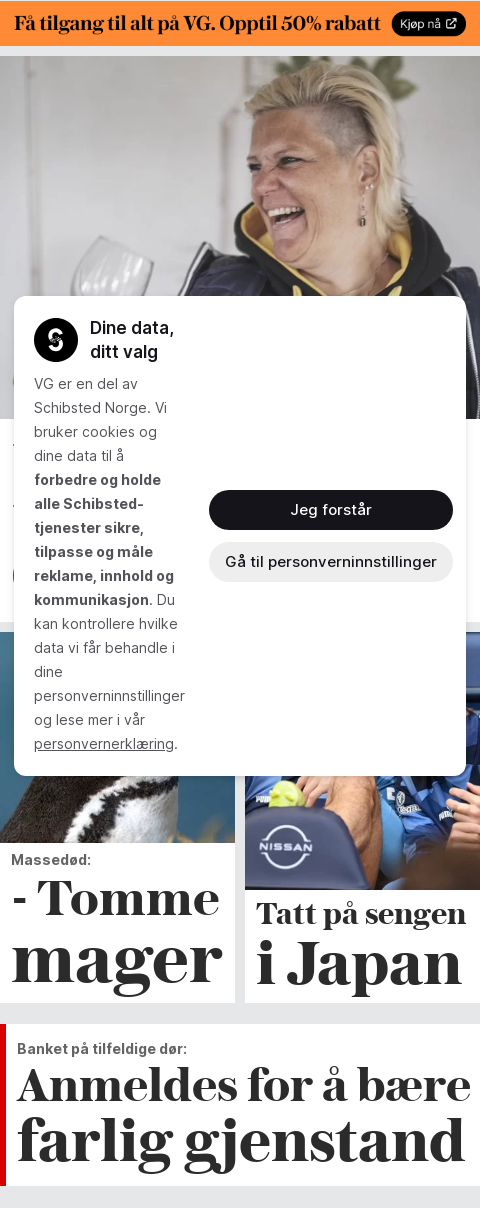 Få tilgang til alt på VG. Opptil 50% rabatt
Kjøp nå
Dine data,
ditt valg
VG er en del av
Schibsted Norge. Vi
bruker cookies og
dine data til å
forbedre og holde
alle Schibsted-
tjenester sikre,
tilpasse og måle
reklame, innhold og
kommunikasjon. Du
kan kontrollere hvilke
data vi får behandle i
dine
personverninnstillinger
og lese mer i vår
personvernerklæring.
Jeg forstår
Gå til personverninnstillinger
NISSAN
Massedød:
- Tomme
mager
Tatt på sengen
i Japan
Banket på tilfeldige dør:
Anmeldes for å bære
farlig gjenstand